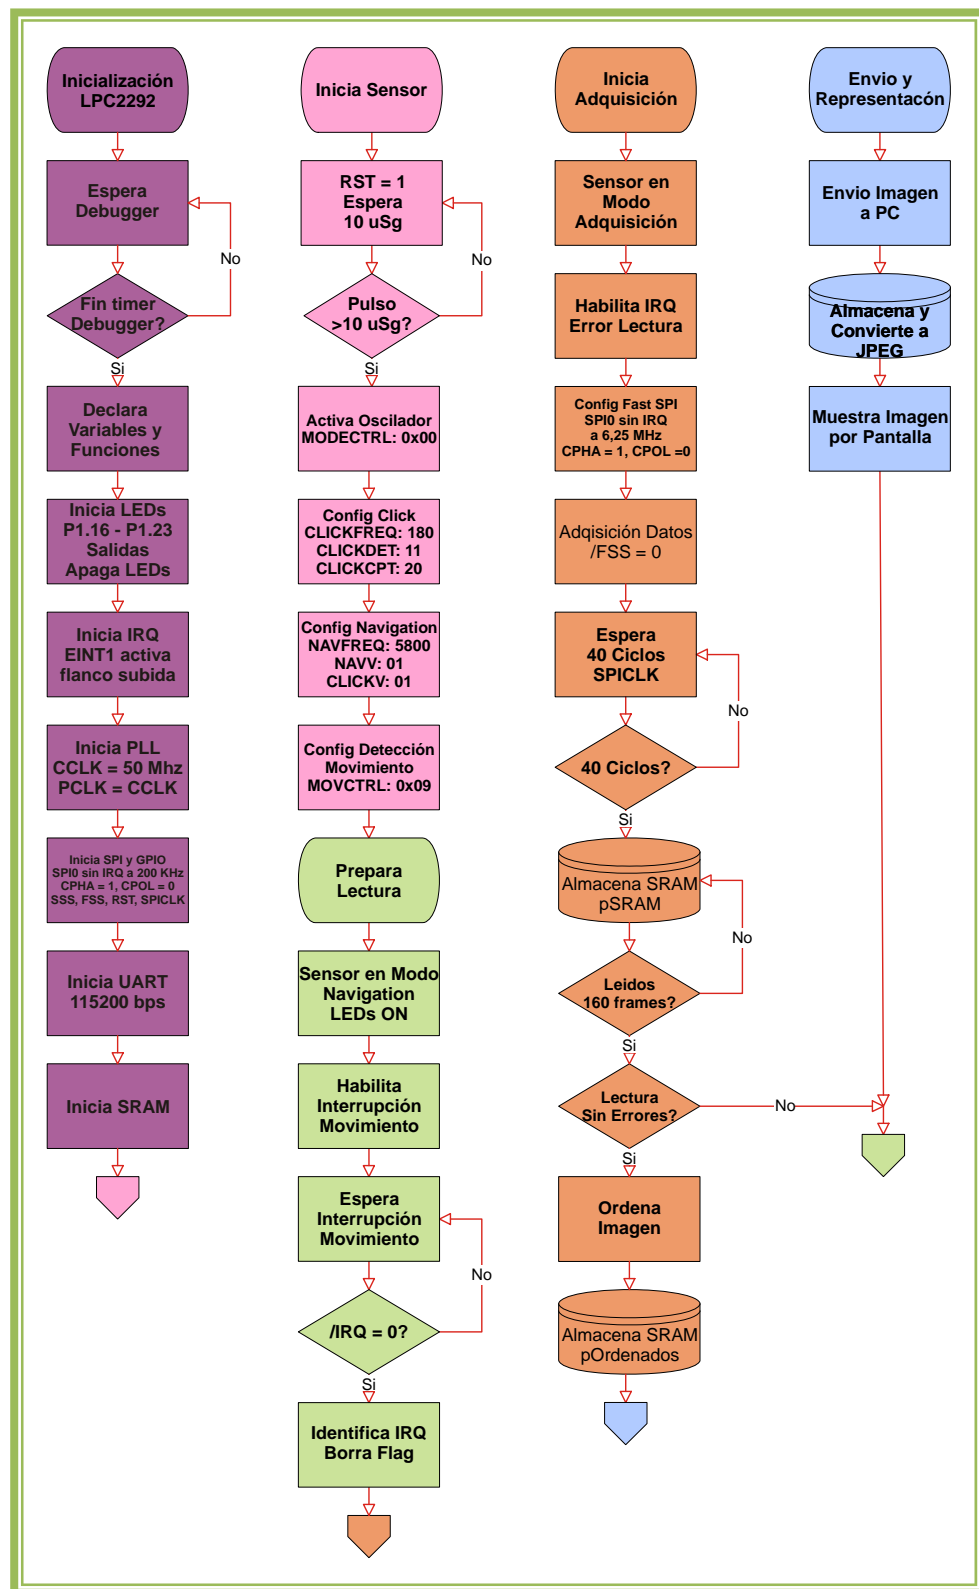 Inicialización
LPC2292
Espera
Debugger
No
Fin timer
Debugger?
Si
Declara
Variables y
Funciones
Inicia LEDs
P1.16 - P1.23
Salidas
Apaga LEDs
Inicia IRQ
EINT1 activa
flanco subida
Inicia PLL
CCLK = 50 Mhz
PCLK = CCLK
Inicia SPI y GPIO
SPI0 sin IRQ a 200 KHz
CPHA = 1, CPOL = 0
SSS, FSS, RST, SPICLK
Inicia UART
115200 bps
Inicia SRAM
Inicia Sensor
RST = 1
Espera
10 uSg
No
Pulso
>10 uSg?
Si
Activa Oscilador
MODECTRL: 0x00
Config Click
CLICKFREQ: 180
CLICKDET: 11
CLICKCPT: 20
Config Navigation
NAVFREQ: 5800
NAVV: 01
CLICKV: 01
Config Detección
Movimiento
MOVCTRL: 0x09
Prepara
Lectura
Sensor en Modo
Navigation
LEDs ON
Habilita
Interrupción
Movimiento
Espera
Interrupción
Movimiento
No
/IRQ = 0?
Si
Identifica IRQ
Borra Flag
Inicia
Adquisición
Sensor en
Modo
Adquisición
Habilita IRQ
Error Lectura
Config Fast SPI
SPI0 sin IRQ
a 6,25 MHz
CPHA = 1, CPOL =0
Adqisición Datos
/FSS = 0
Espera
40 Ciclos
SPICLK
No
40 Ciclos?
Si
Almacena SRAM
pSRAM
No
Leidos
160 frames?
Si
Lectura
Sin Errores?
No
Si
Ordena
Imagen
Almacena SRAM
pOrdenados
Envio y
Representacón
Envio Imagen
a PC
Almacena y
Convierte a
JPEG
Muestra Imagen
por Pantalla